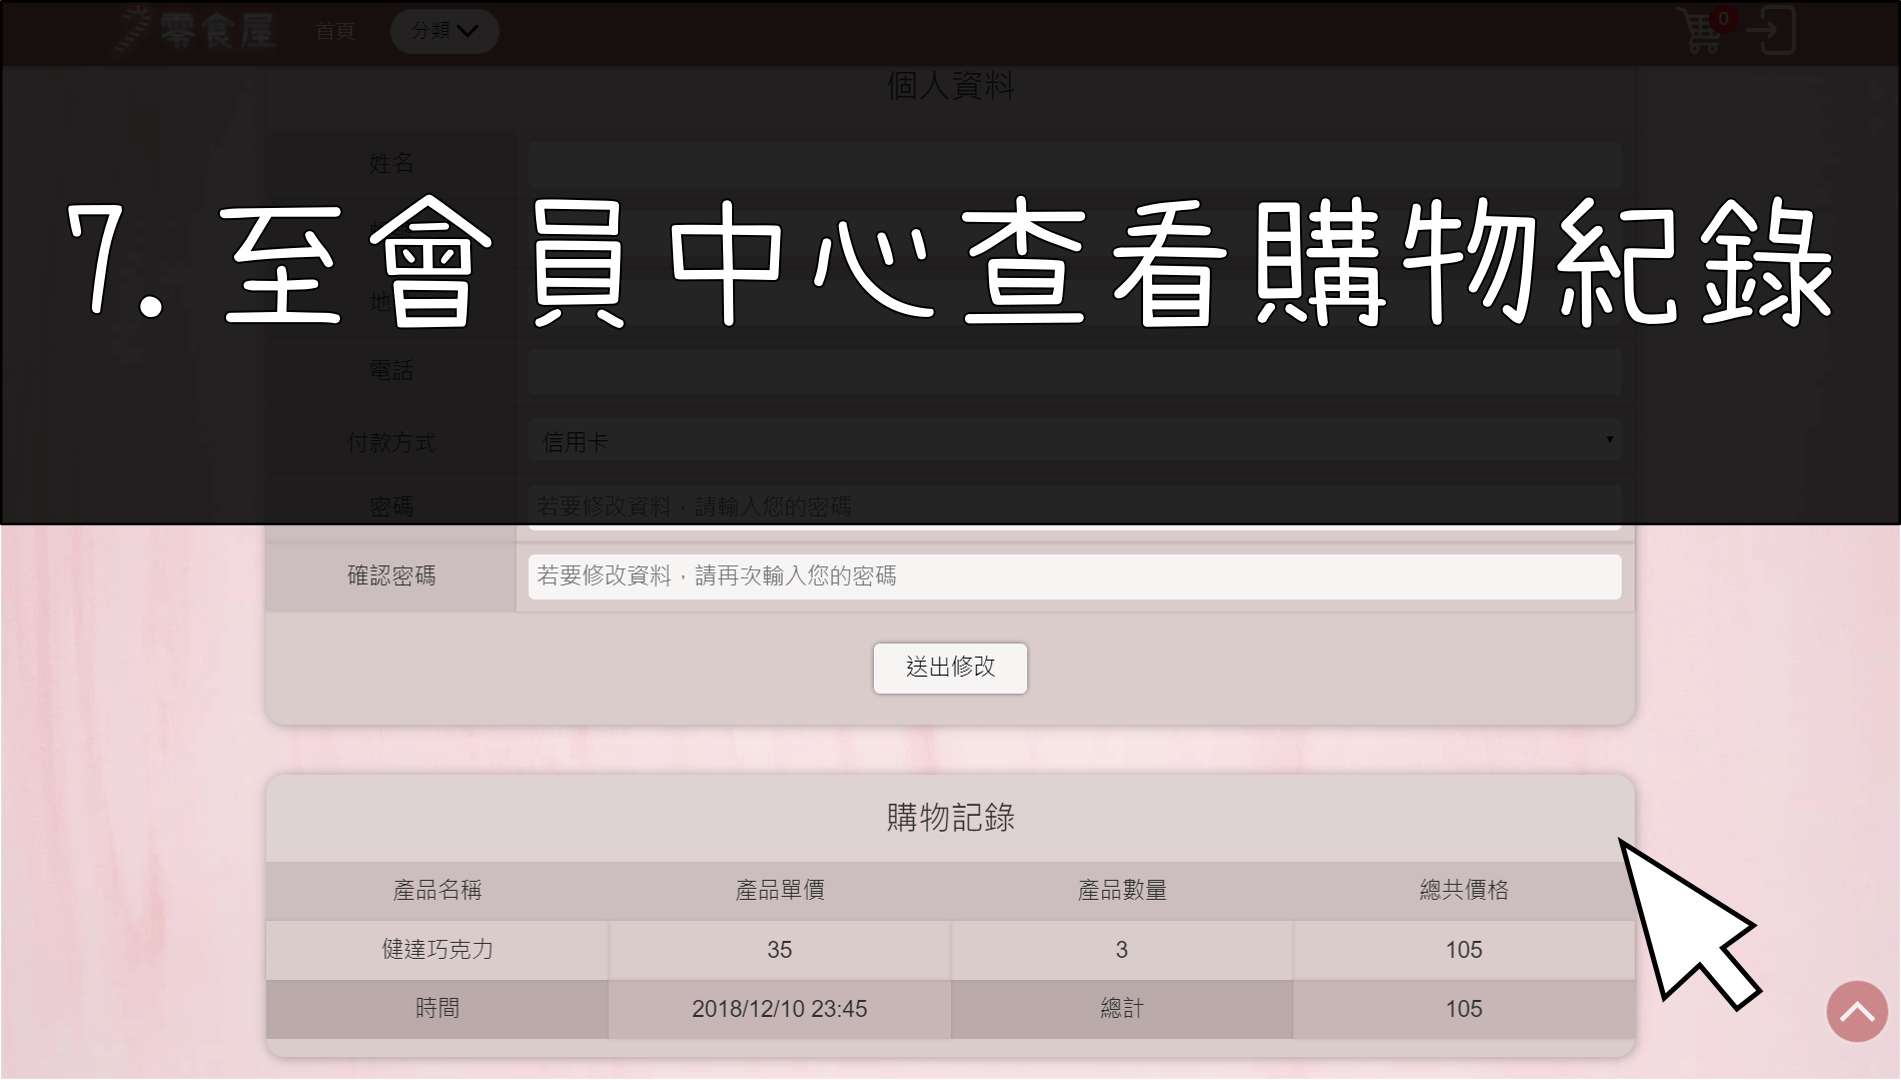 零食屋 首頁 分類 0
個人資料
姓名
7. 至會員中心查看購物紀錄
地
電話
付款方式 信用卡
密碼 若要修改資料，請輸入您的密碼
確認密碼 若要修改資料，請再次輸入您的密碼
送出修改
購物記錄
產品名稱 產品單價 產品數量 總共價格
健達巧克力 35 3 105
時間 2018/12/10 23:45 總計 105